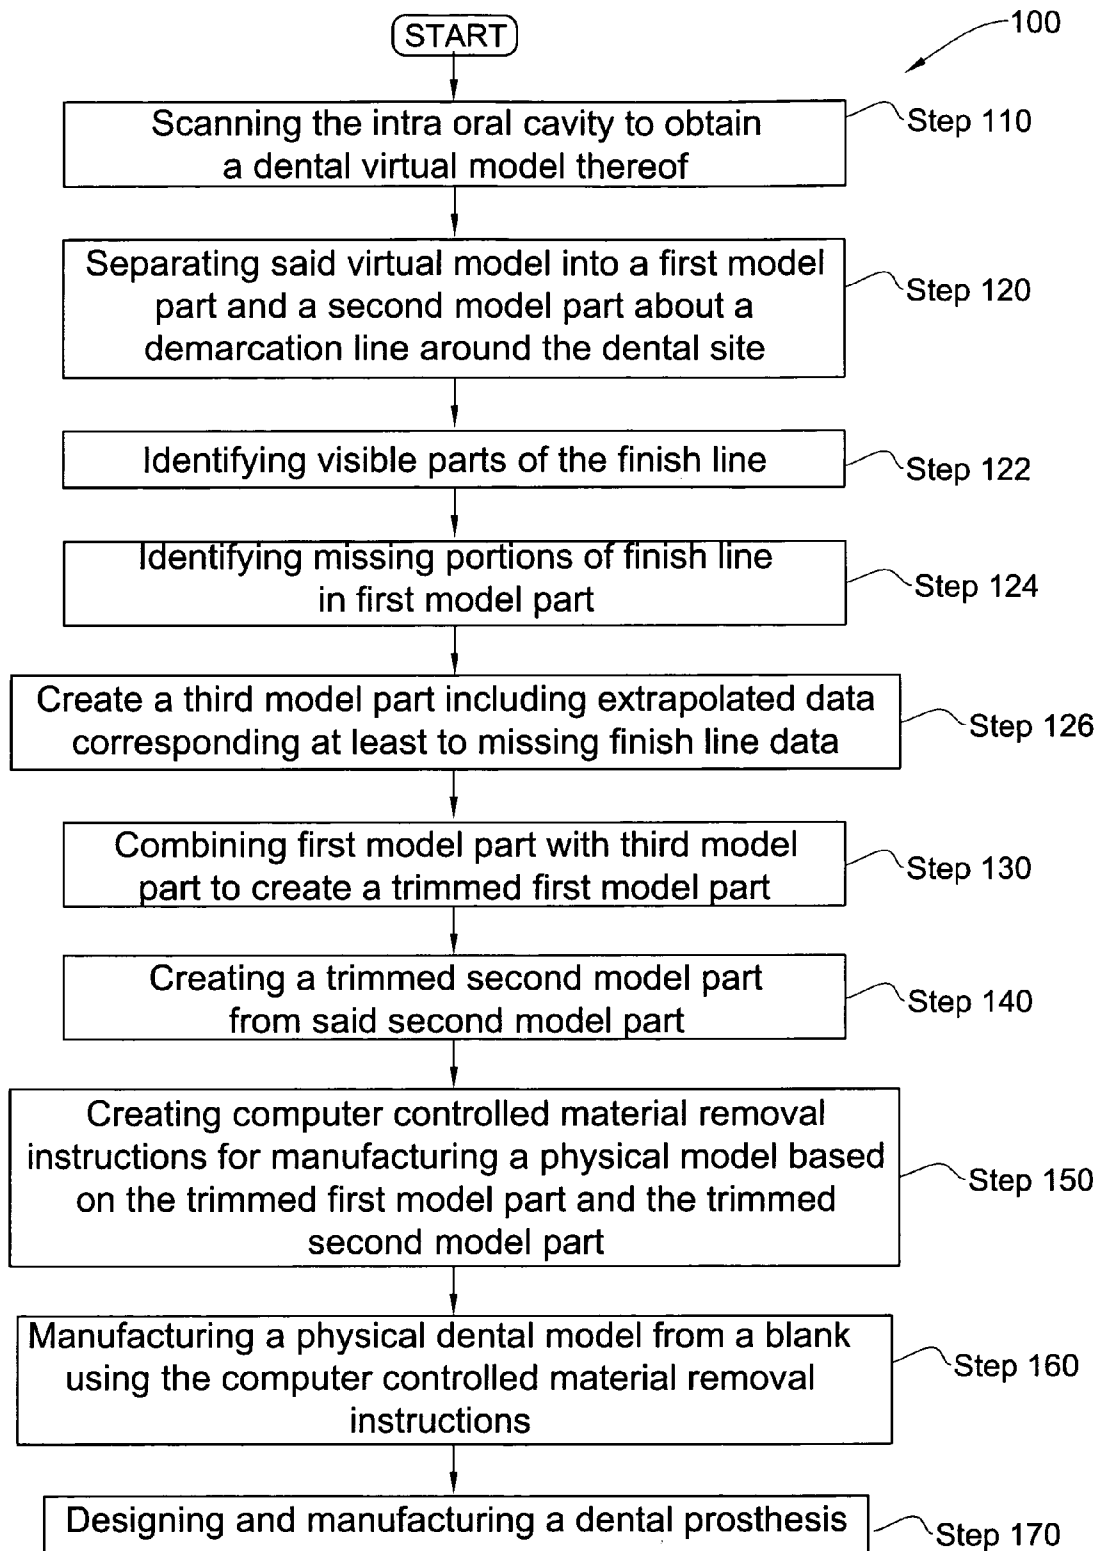 START
100
Scanning the intra oral cavity to obtain
a dental virtual model thereof
Step 110
Separating said virtual model into a first model
part and a second model part about a
demarcation line around the dental site
Step 120
Identifying visible parts of the finish line
Step 122
Identifying missing portions of finish line
in first model part
Step 124
Create a third model part including extrapolated data
corresponding at least to missing finish line data
Step 126
Combining first model part with third model
part to create a trimmed first model part
Step 130
Creating a trimmed second model part
from said second model part
Step 140
Creating computer controlled material removal
instructions for manufacturing a physical model based
on the trimmed first model part and the trimmed
second model part
Step 150
Manufacturing a physical dental model from a blank
using the computer controlled material removal
instructions
Step 160
Designing and manufacturing a dental prosthesis
Step 170